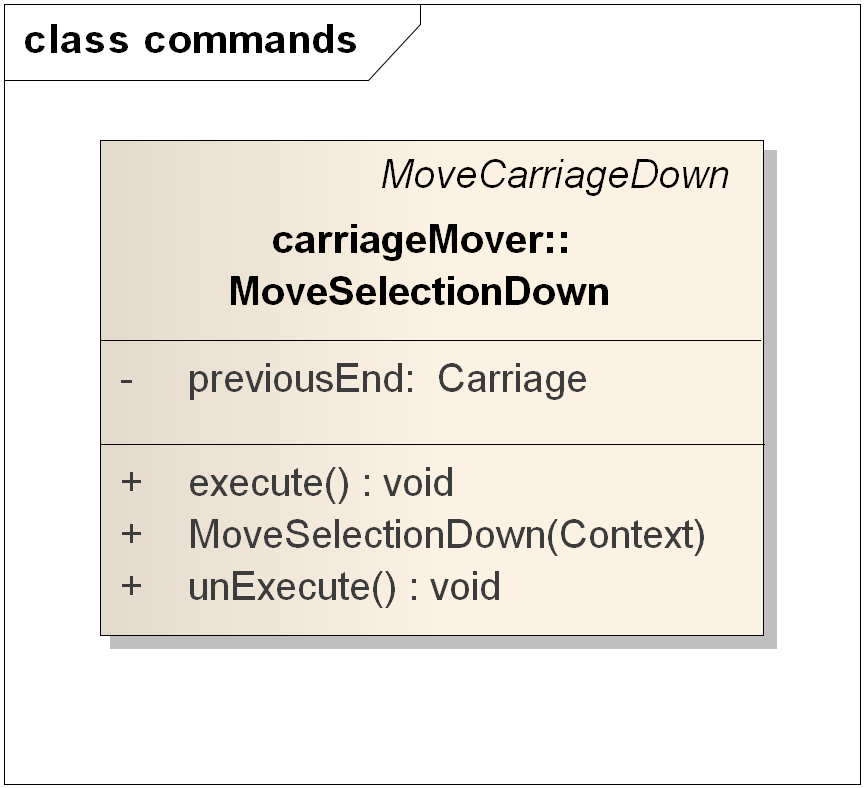 class commands
MoveCarriageDown
carriageMover::
MoveSelectionDown
- previousEnd: Carriage
+ execute() : void
+ MoveSelectionDown(Context)
+ unExecute() : void